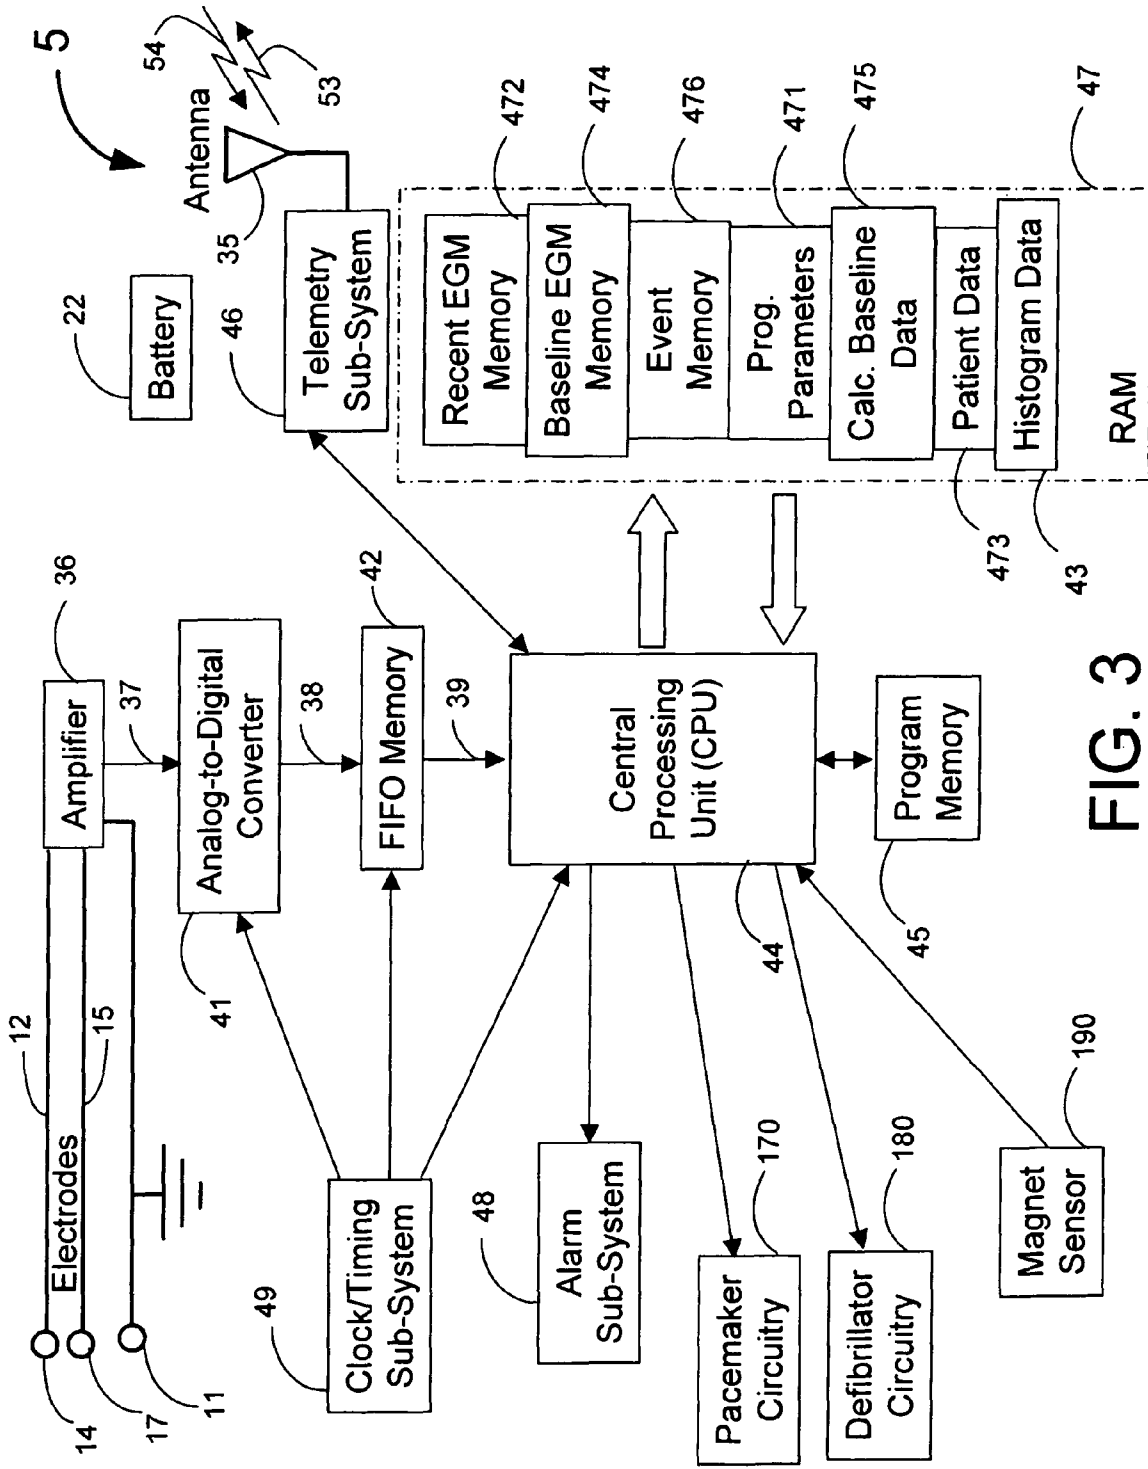 5
54
53
Antenna
35
22
Battery
46
Telemetry
Sub-System
36
Amplifier
37
12
15
Electrodes
14
17
11
Analog-to-Digital
Converter
41
38
42
FIFO Memory
39
49
Clock/Timing
Sub-System
Central
Processing
Unit (CPU)
44
48
Alarm
Sub-System
170
Pacemaker
Circuitry
180
Defibrillator
Circuitry
190
Magnet
Sensor
45
Program
Memory
472
Recent EGM
Memory
474
Baseline EGM
Memory
476
Event
Memory
471
Prog.
Parameters
475
Calc. Baseline
Data
473
Patient Data
43
Histogram Data
47
RAM
FIG. 3